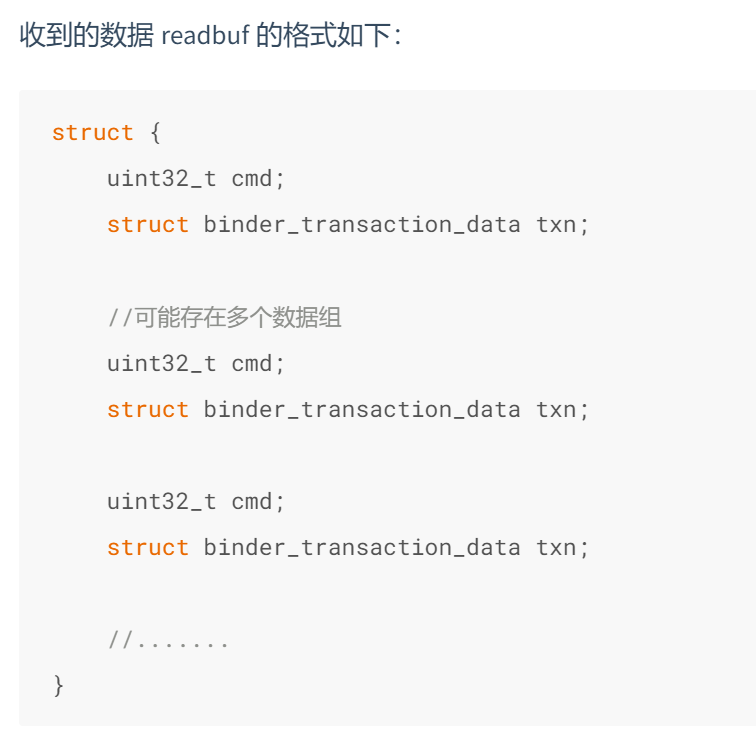 收到的数据 readbuf 的格式如下：
struct {
uint32_t cmd;
struct binder_transaction_data txn;
//可能存在多个数据组
uint32_t cmd;
struct binder_transaction_data txn;
uint32_t cmd;
struct binder_transaction_data txn;
//.......
}